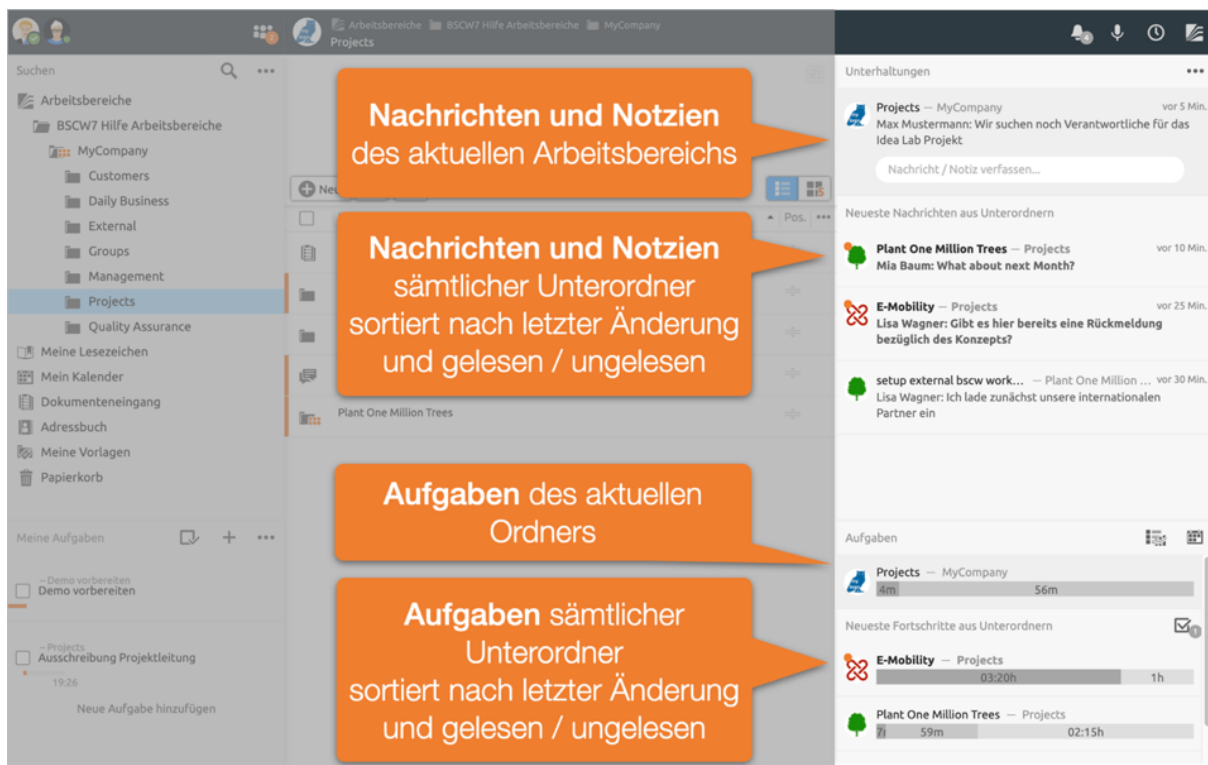 Arbeitsbereiche BSCW7 Hilfe Arbeitsbereiche MyCompany
Projects
Suchen
Arbeitsbereiche
BSCW7 Hilfe Arbeitsbereiche
MyCompany
Customers
Daily Business
External
Groups
Management
Projects
Quality Assurance
Meine Lesezeichen
Mein Kalender
Dokumenteneingang
Adressbuch
Meine Vorlagen
Papierkorb
Meine Aufgaben
– Demo vorbereiten
Demo vorbereiten
– Projects
Ausschreibung Projektleitung
19:26
Neue Aufgabe hinzufügen
Pos.
Plant One Million Trees
Nachrichten und Notzien
des aktuellen Arbeitsbereichs
Nachrichten und Notzien
sämtlicher Unterordner
sortiert nach letzter Änderung
und gelesen / ungelesen
Aufgaben des aktuellen
Ordners
Aufgaben sämtlicher
Unterordner
sortiert nach letzter Änderung
und gelesen / ungelesen
4
Unterhaltungen
Projects — MyCompany vor 5 Min.
Max Mustermann: Wir suchen noch Verantwortliche für das
Idea Lab Projekt
Nachricht / Notiz verfassen...
Neueste Nachrichten aus Unterordnern
Plant One Million Trees — Projects vor 10 Min.
Mia Baum: What about next Month?
E-Mobility — Projects vor 25 Min.
Lisa Wagner: Gibt es hier bereits eine Rückmeldung
bezüglich des Konzepts?
setup external bscw work... — Plant One Million ... vor 30 Min.
Lisa Wagner: Ich lade zunächst unsere internationalen
Partner ein
Aufgaben
Projects — MyCompany
4m 56m
Neueste Fortschritte aus Unterordnern
1
E-Mobility — Projects
03:20h 1h
Plant One Million Trees — Projects
59m 02:15h